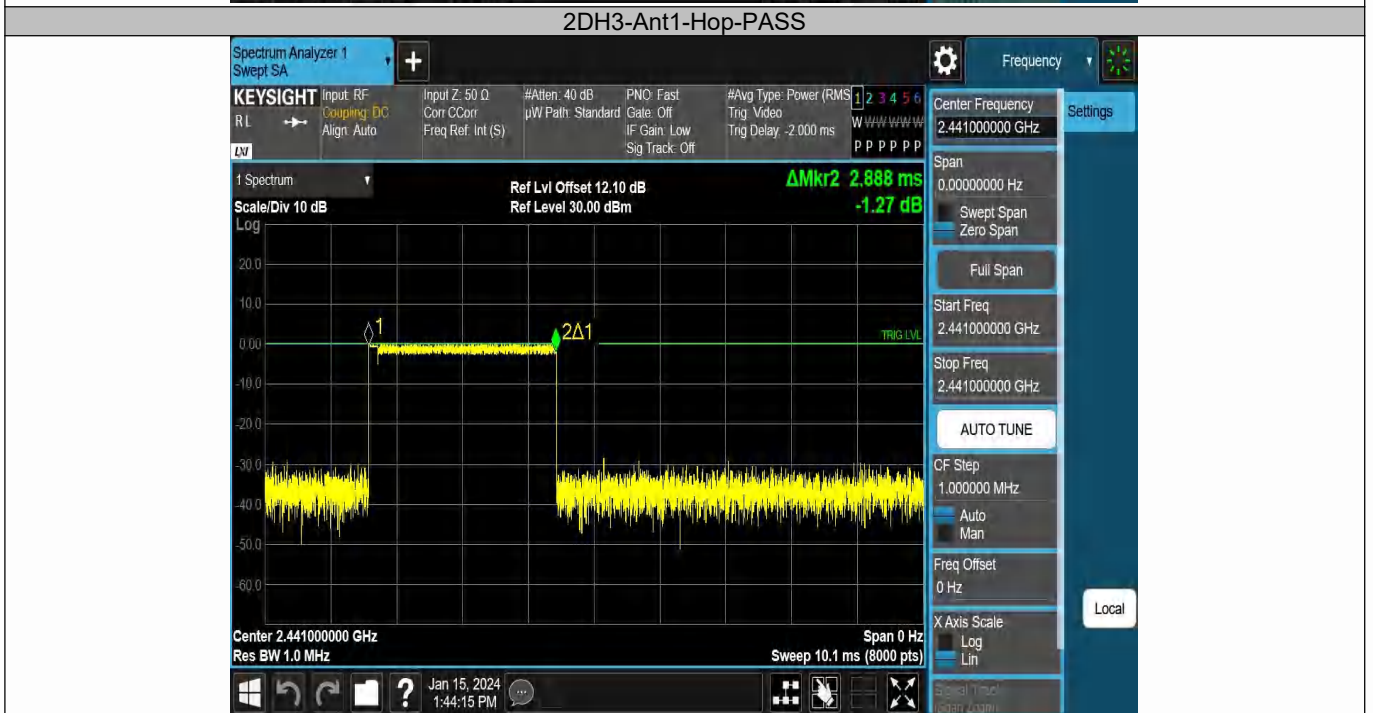 2DH3-Ant1-Hop-PASS
Spectrum Analyzer 1
Swept SA
Frequency
KEYSIGHT
RL
LXI
Input: RF
Coupling: DC
Align: Auto
Input Z: 50 Ω
Corr CCorr
Freq Ref: Int (S)
#Atten: 40 dB
µW Path: Standard
PNO: Fast
Gate: Off
IF Gain: Low
Sig Track: Off
#Avg Type: Power (RMS
Trig: Video
Trig Delay: -2.000 ms
1 2 3 4 5 6
W W W W W W
P P P P P P
Settings
Center Frequency
2.441000000 GHz
1 Spectrum
Scale/Div 10 dB
Log
Ref Lvl Offset 12.10 dB
Ref Level 30.00 dBm
ΔMkr2 2.888 ms
-1.27 dB
20.0
10.0
0.00
-10.0
-20.0
-30.0
-40.0
-50.0
-60.0
1
2Δ1
TRIG LVL
Center 2.441000000 GHz
Res BW 1.0 MHz
Span 0 Hz
Sweep 10.1 ms (8000 pts)
Span
0.00000000 Hz
Swept Span
Zero Span
Full Span
Start Freq
2.441000000 GHz
Stop Freq
2.441000000 GHz
AUTO TUNE
CF Step
1.000000 MHz
Auto
Man
Freq Offset
0 Hz
X Axis Scale
Log
Lin
Signal Track
(Span Zoom)
Local
Jan 15, 2024
1:44:15 PM